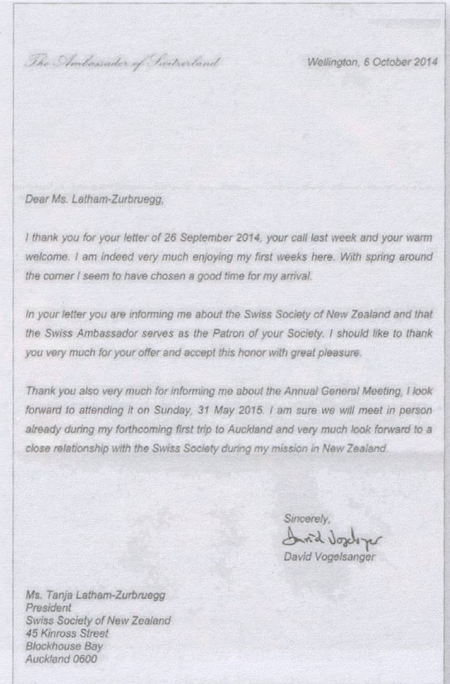 The Ambassador of Switzerland
Wellington, 6 October 2014
Dear Ms. Latham-Zurbruegg,
I thank you for your letter of 26 September 2014, your call last week and your warm
welcome. I am indeed very much enjoying my first weeks here. With spring around
the corner I seem to have chosen a good time for my arrival.
In your letter you are informing me about the Swiss Society of New Zealand and that
the Swiss Ambassador serves as the Patron of your Society. I should like to thank
you very much for your offer and accept this honor with great pleasure.
Thank you also very much for informing me about the Annual General Meeting, I look
forward to attending it on Sunday, 31 May 2015. I am sure we will meet in person
already during my forthcoming first trip to Auckland and very much look forward to a
close relationship with the Swiss Society during my mission in New Zealand.
Sincerely,
David Vogelsanger
David Vogelsanger
Ms. Tanja Latham-Zurbruegg
President
Swiss Society of New Zealand
45 Kinross Street
Blockhouse Bay
Auckland 0600